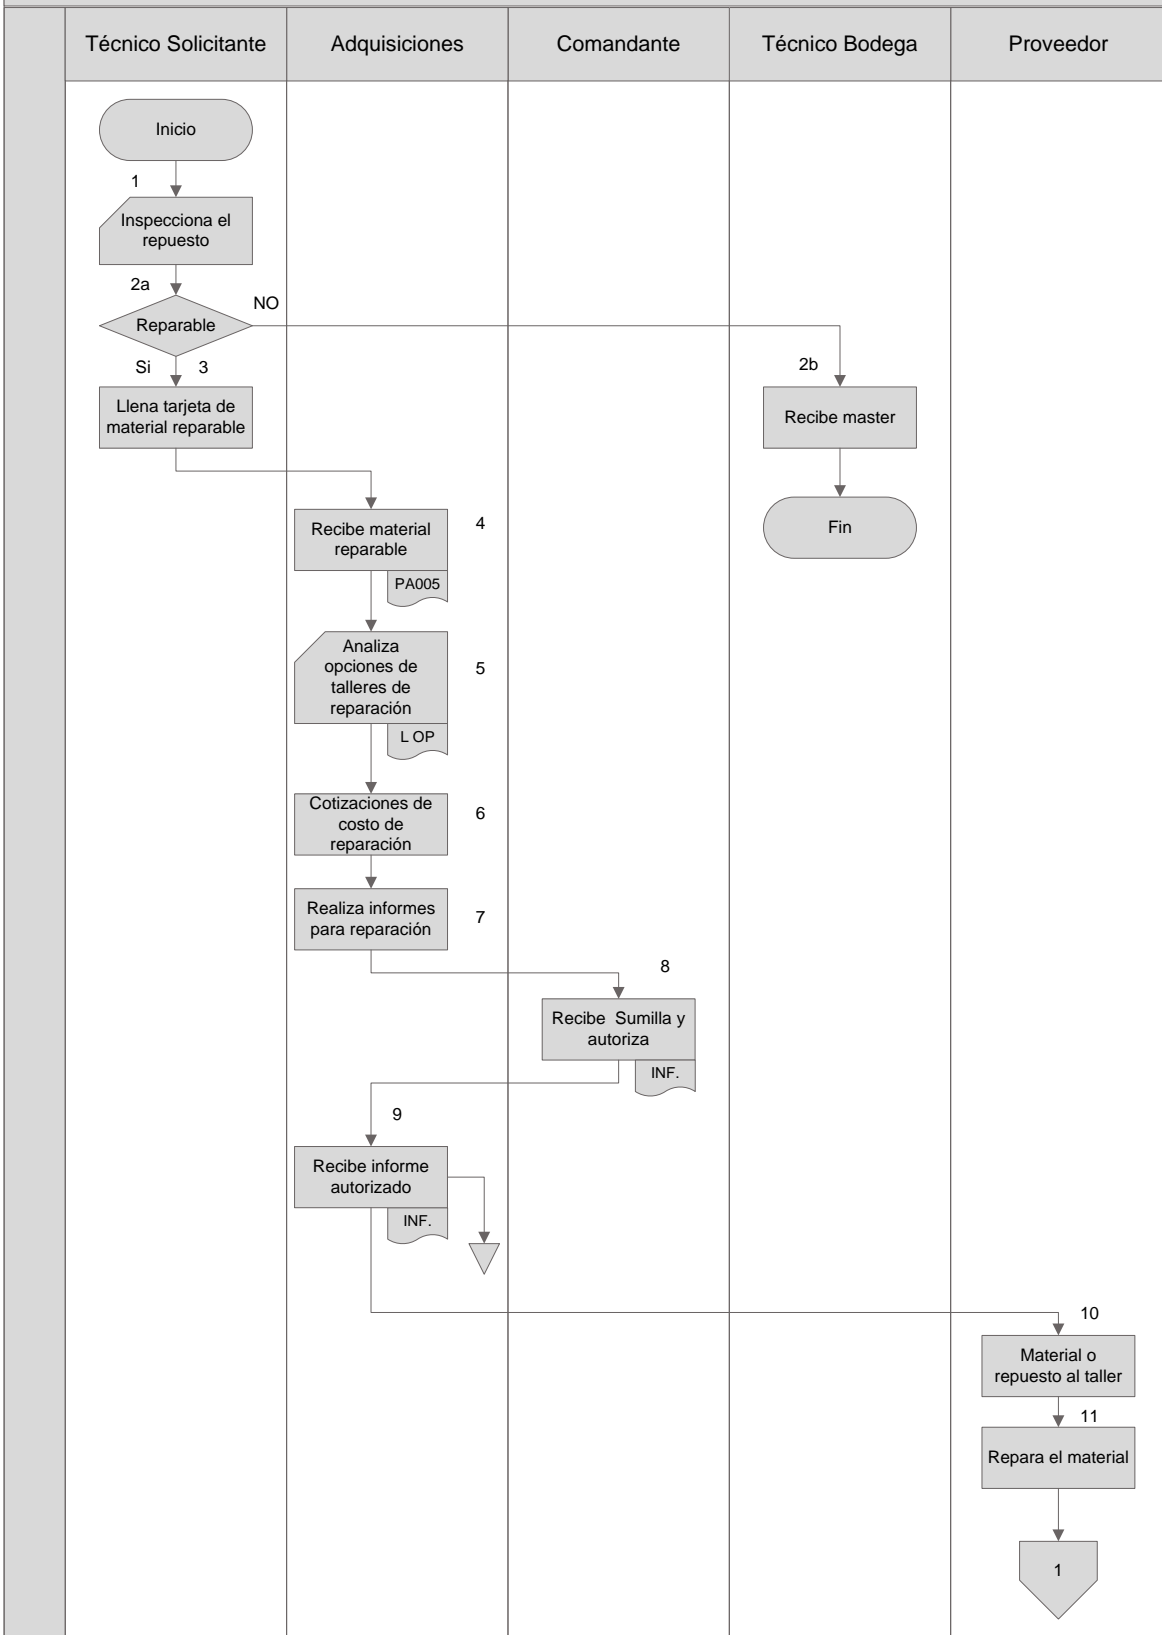 Técnico Solicitante
Adquisiciones
Comandante
Técnico Bodega
Proveedor
Inicio
1
Inspecciona el
repuesto
2a
NO
Reparable
Si
3
2b
Llena tarjeta de
material reparable
Recibe master
Fin
Recibe material
reparable
4
PA005
Analiza
opciones de
talleres de
reparación
5
L OP
Cotizaciones de
costo de
reparación
6
Realiza informes
para reparación
7
8
Recibe Sumilla y
autoriza
INF.
9
Recibe informe
autorizado
INF.
10
Material o
repuesto al taller
11
Repara el material
1